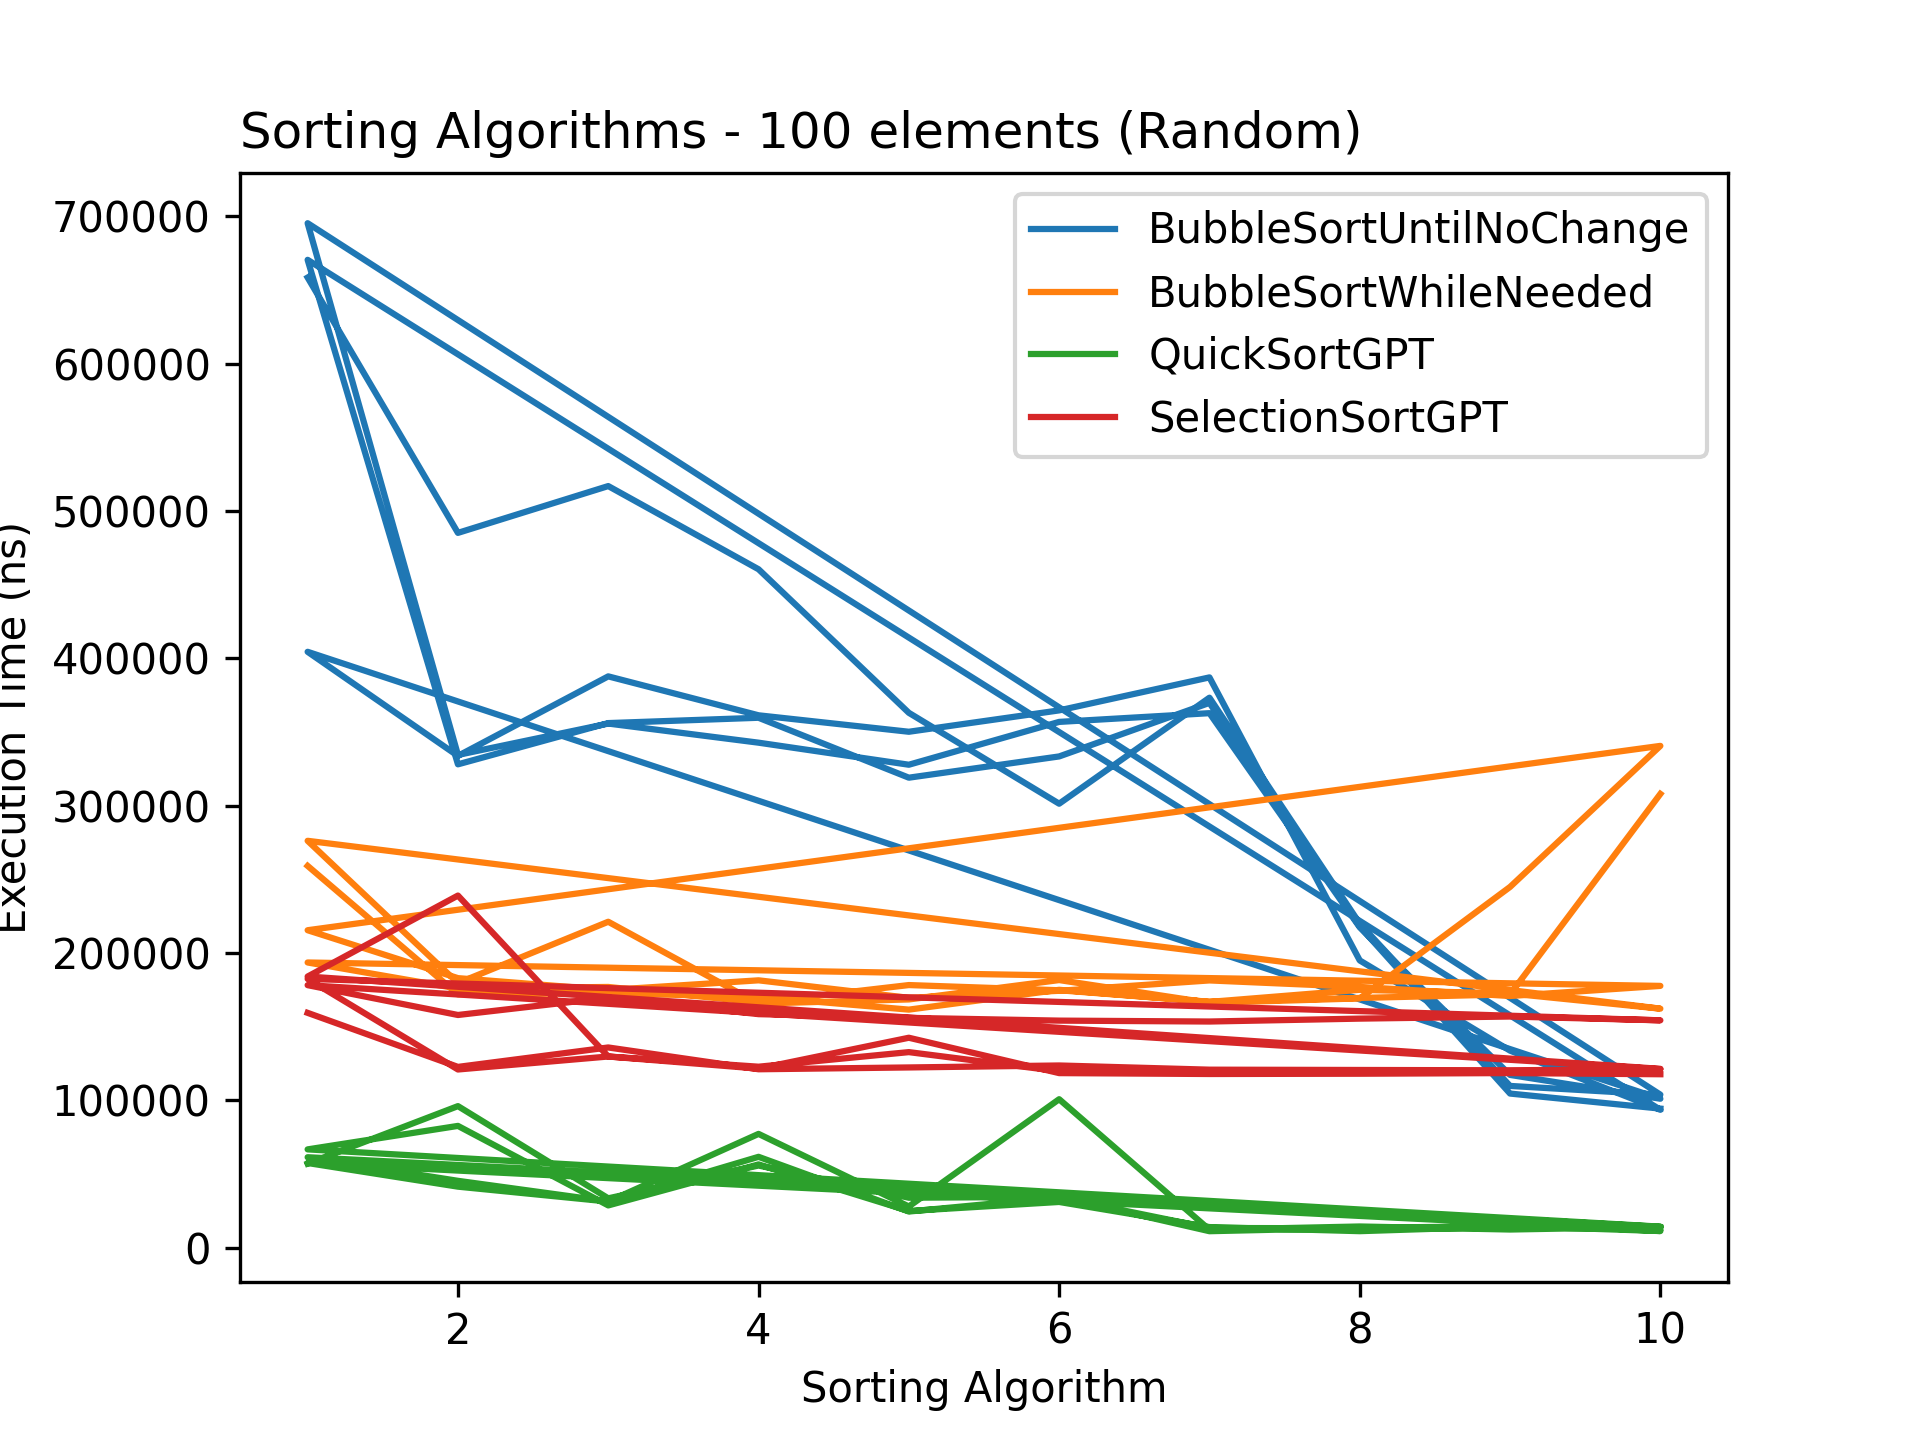 Sorting Algorithms - 100 elements (Random)
BubbleSortUntilNoChange
BubbleSortWhileNeeded
QuickSortGPT
SelectionSortGPT
700000
600000
500000
400000
300000
200000
100000
0
Execution Time (ns)
2 4 6 8 10
Sorting Algorithm